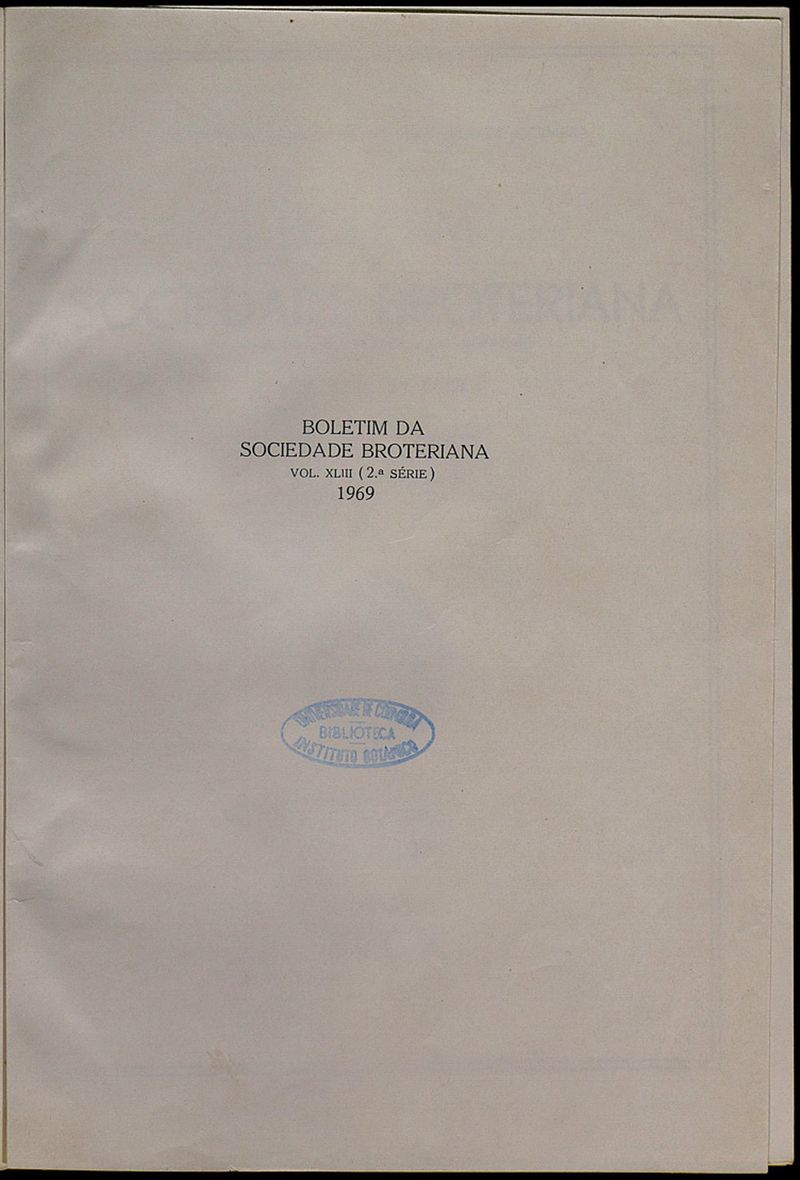 BOLETIM DA
SOCIEDADE BROTERIANA
VOL. XLIII (2.ª SÉRIE)
1969
UNIVERSIDADE DE COIMBRA
BIBLIOTECA
INSTITUTO BOTÂNICO